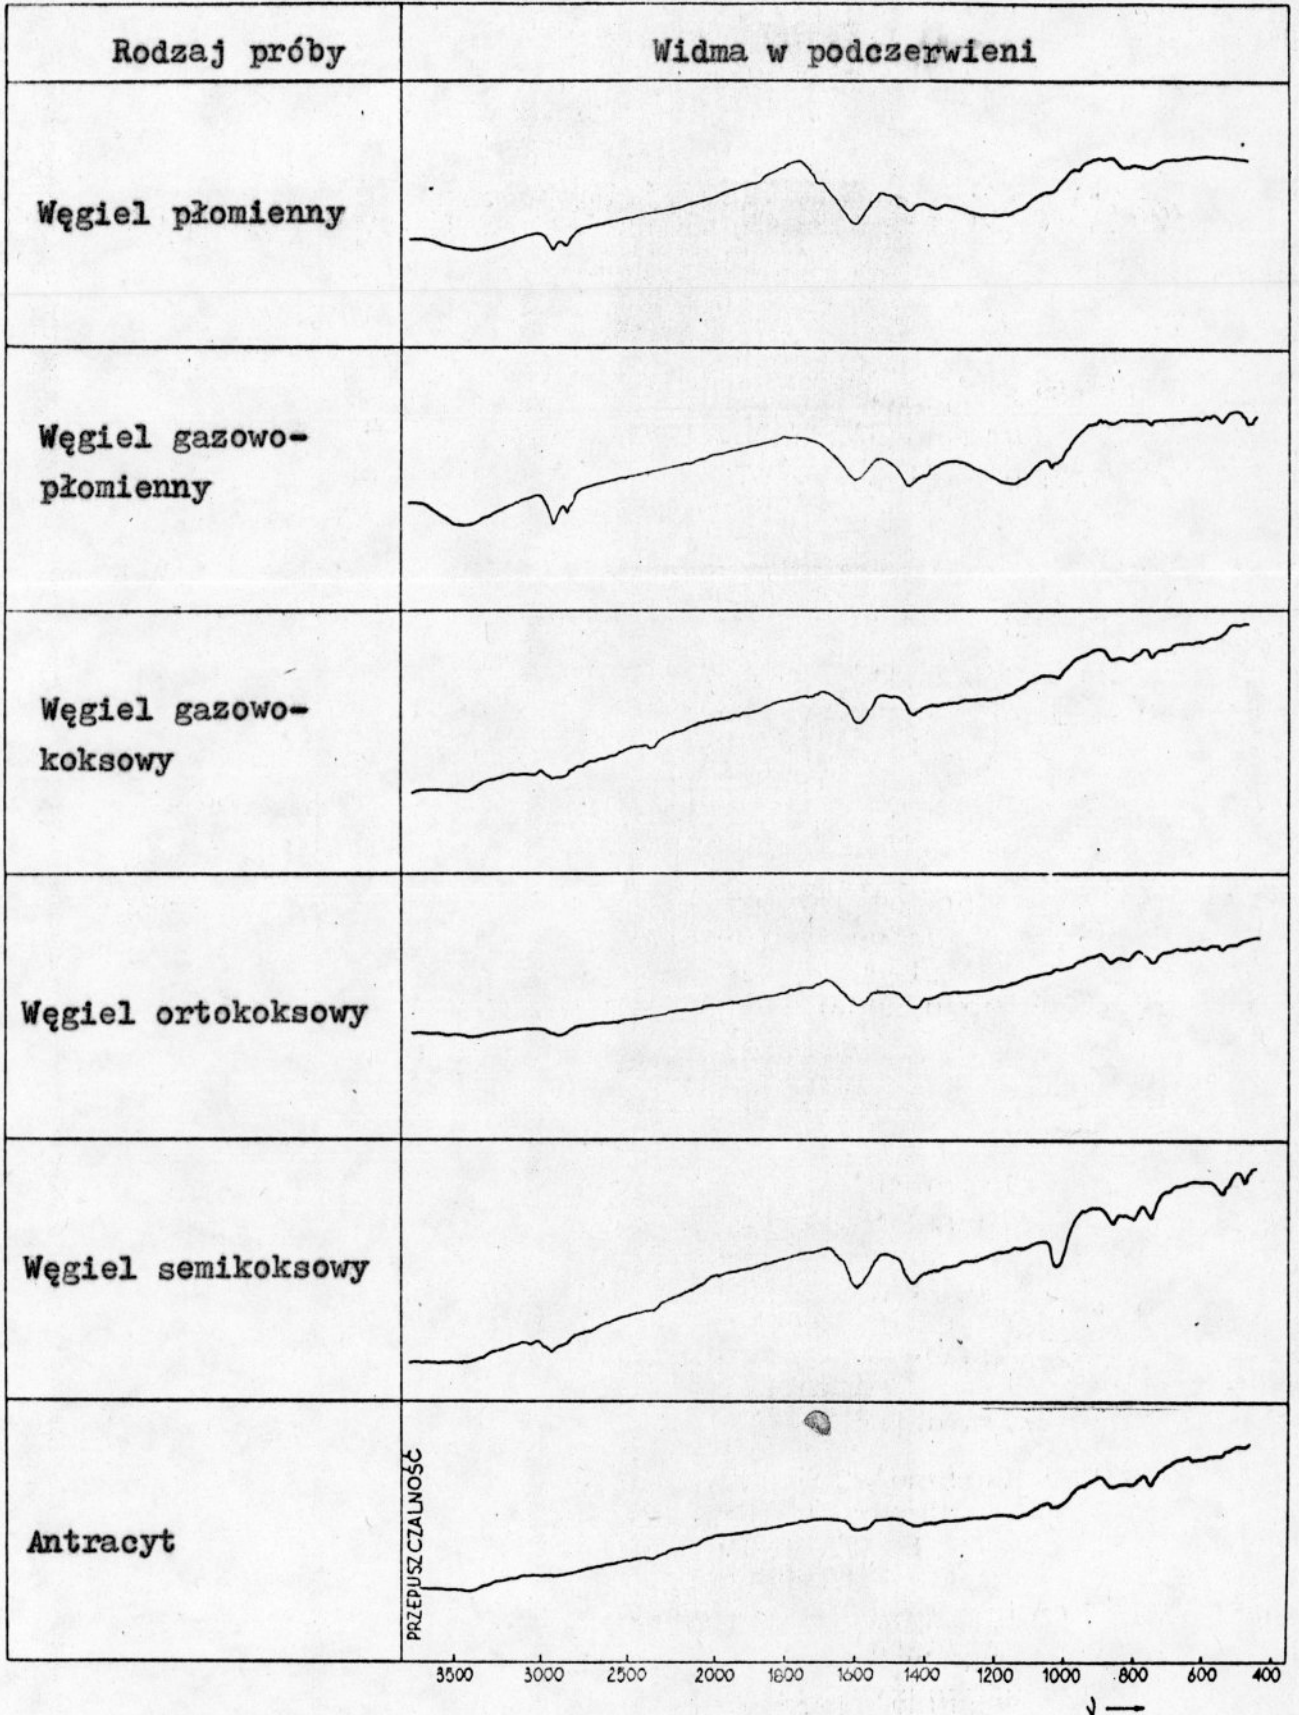 Rodzaj próby
Widma w podczerwieni
Węgiel płomienny
Węgiel gazowo-
płomienny
Węgiel gazowo-
koksowy
Węgiel ortokoksowy
Węgiel semikoksowy
Antracyt
PRZEPUSZCZALNOŚĆ
3500 3000 2500 2000 1800 1600 1400 1200 1000 800 600 400
ν →